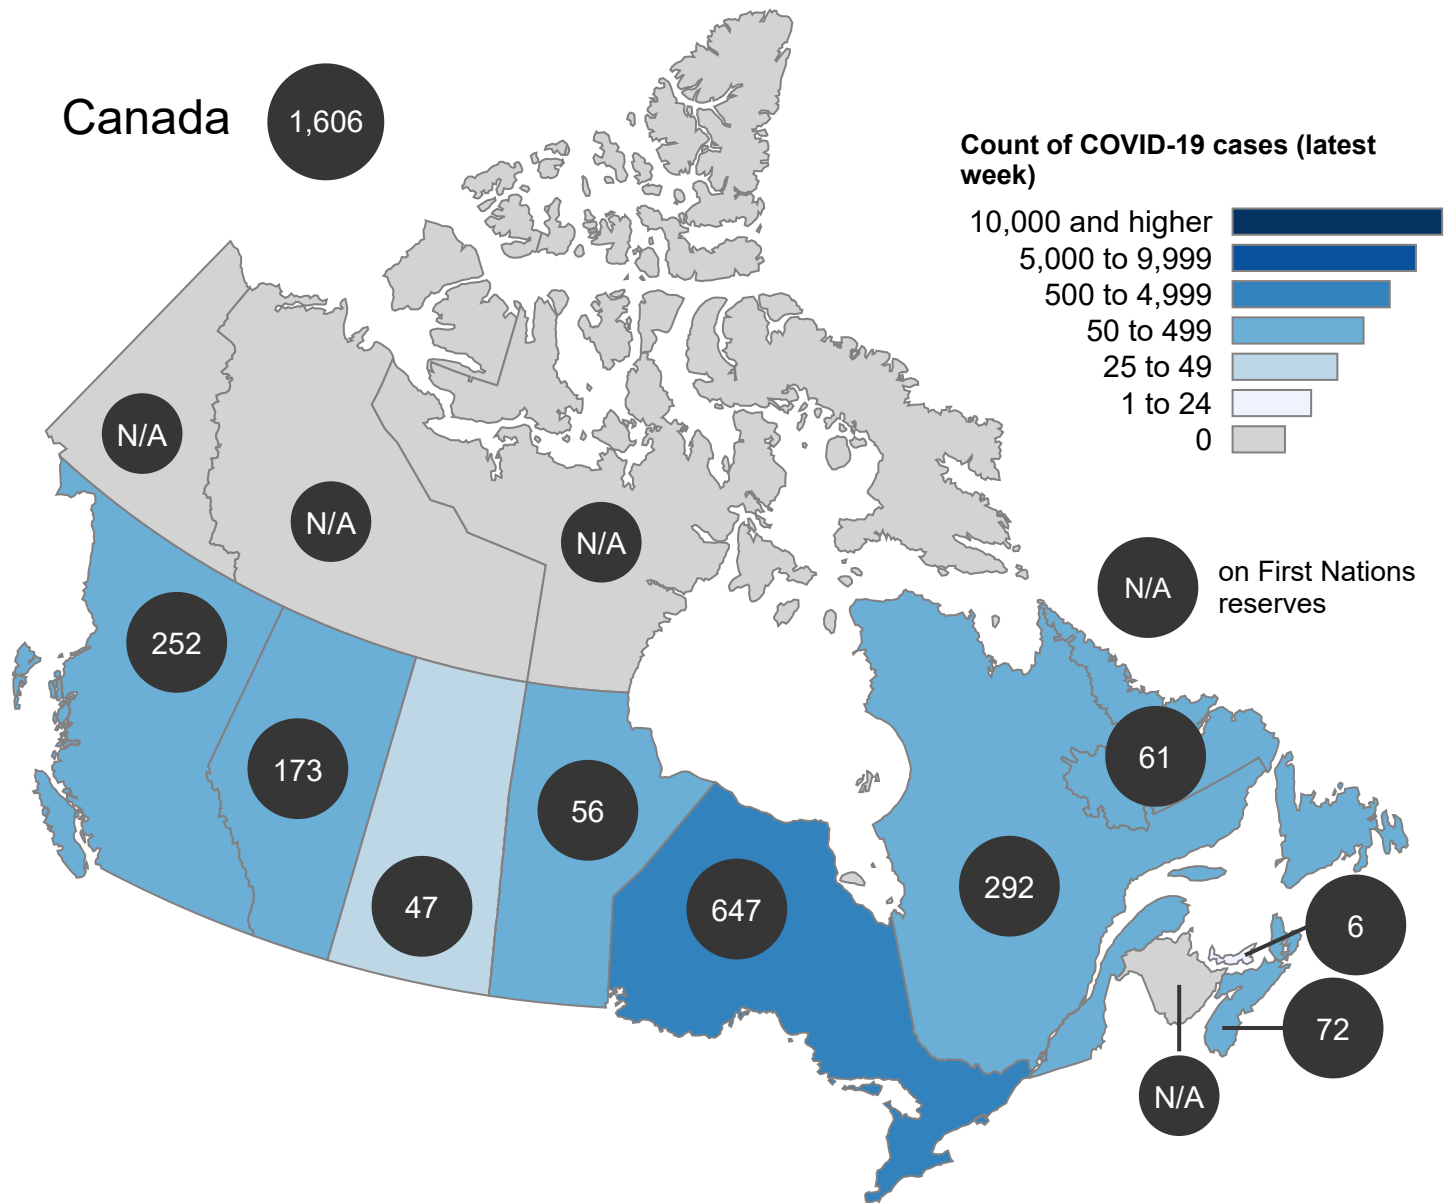 Canada
1,606
Count of COVID-19 cases (latest
week)
10,000 and higher
5,000 to 9,999
500 to 4,999
50 to 499
25 to 49
1 to 24
0
N/A
N/A
N/A
N/A
on First Nations
reserves
252
173
47
56
647
292
61
6
72
N/A